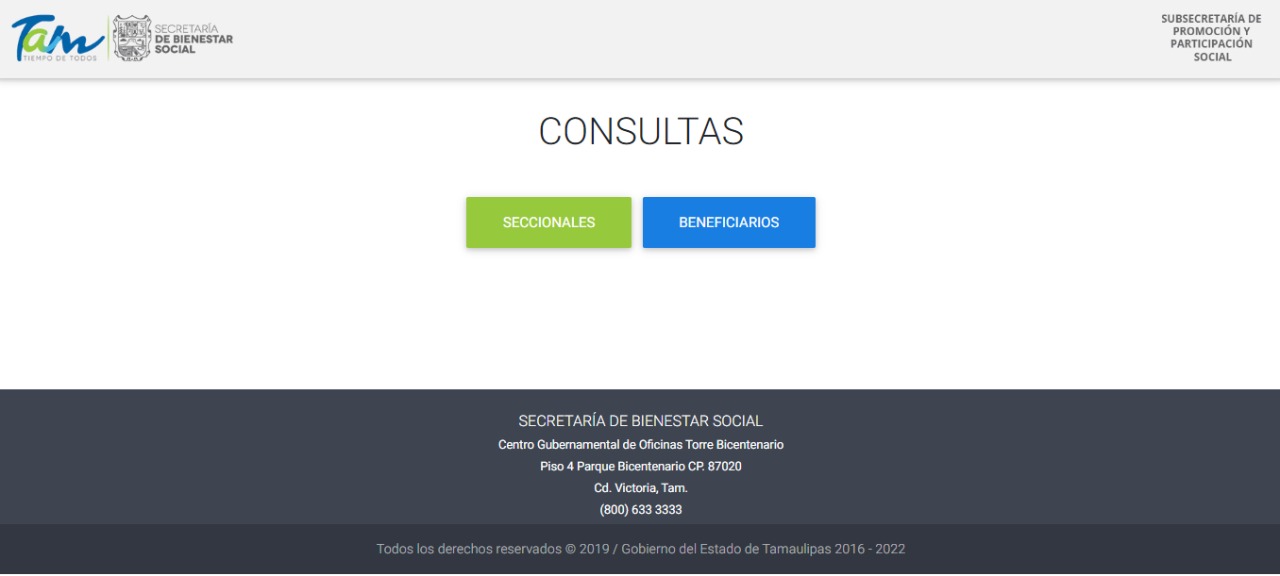 Tam
TIEMPO DE TODOS
SECRETARÍA
DE BIENESTAR
SOCIAL
SUBSECRETARÍA DE
PROMOCIÓN Y
PARTICIPACIÓN
SOCIAL
CONSULTAS
SECCIONALES
BENEFICIARIOS
SECRETARÍA DE BIENESTAR SOCIAL
Centro Gubernamental de Oficinas Torre Bicentenario
Piso 4 Parque Bicentenario CP. 87020
Cd. Victoria, Tam.
(800) 633 3333
Todos los derechos reservados © 2019 / Gobierno del Estado de Tamaulipas 2016 - 2022